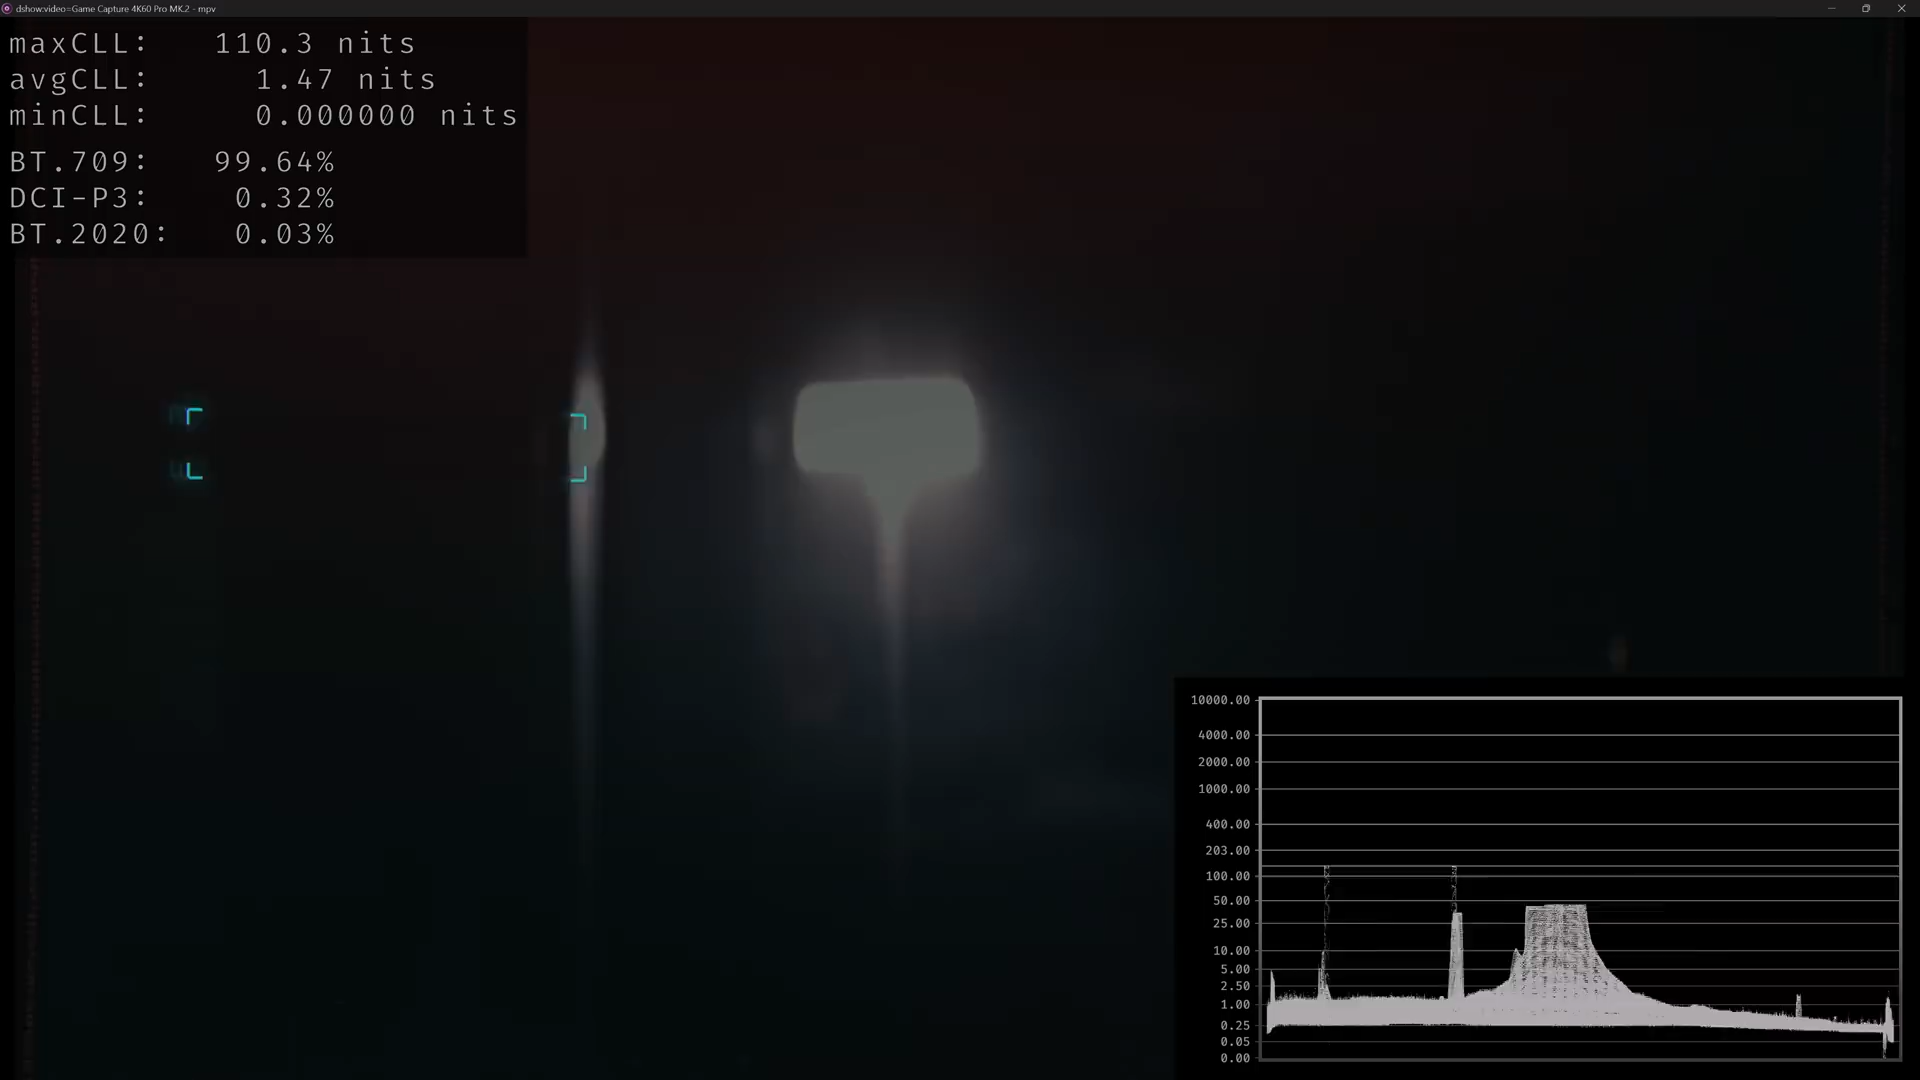 dshow:video=Game Capture 4K60 Pro MK.2 - mpv
maxCLL: 110.3 nits
avgCLL: 1.47 nits
minCLL: 0.000000 nits
BT.709: 99.64%
DCI-P3: 0.32%
BT.2020: 0.03%
10000.00
4000.00
2000.00
1000.00
400.00
203.00
100.00
50.00
25.00
10.00
5.00
2.50
1.00
0.25
0.05
0.00